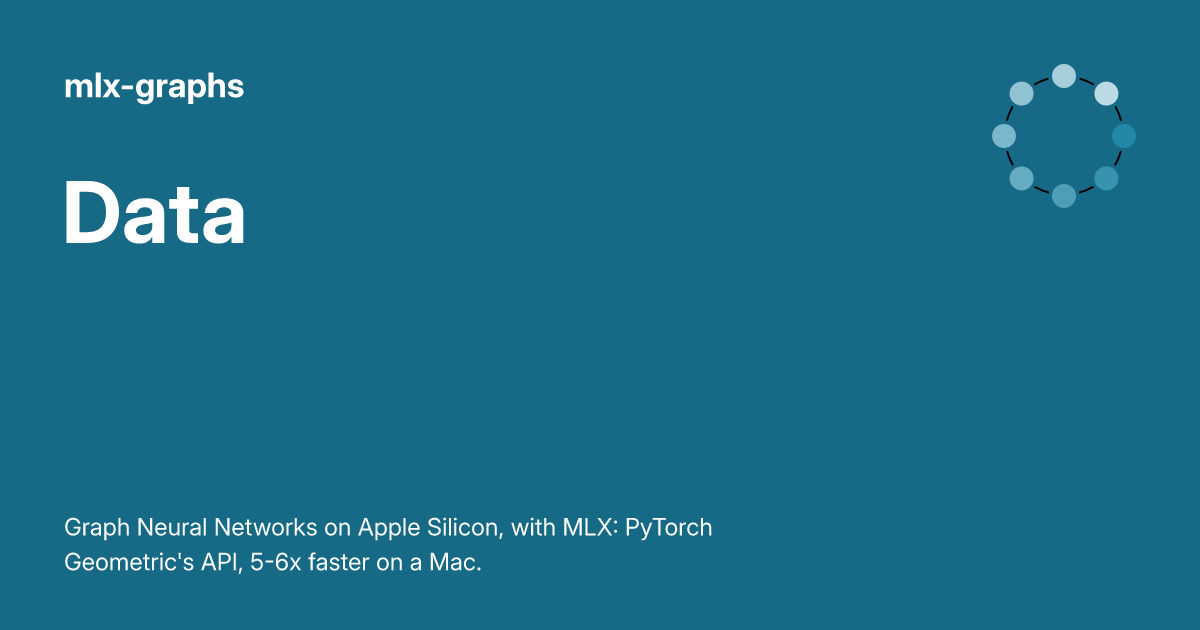 mlx-graphs
Data
Graph Neural Networks on Apple Silicon, with MLX: PyTorch
Geometric's API, 5-6x faster on a Mac.